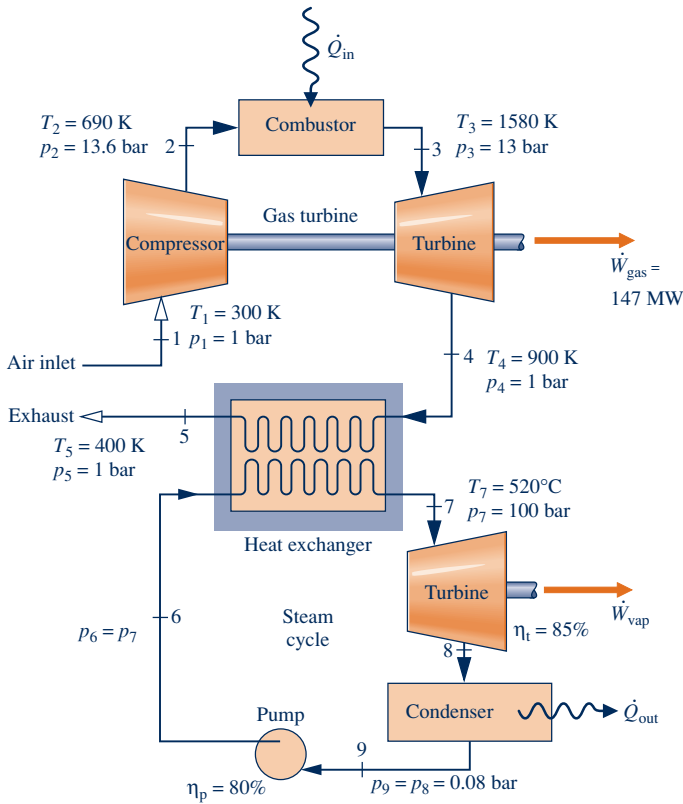 Q̇in
T2 = 690 K
p2 = 13.6 bar
2
Combustor
T3 = 1580 K
p3 = 13 bar
3
Gas turbine
Compressor
Turbine
Ẇgas =
147 MW
T1 = 300 K
1
p1 = 1 bar
Air inlet
4
T4 = 900 K
p4 = 1 bar
Exhaust
5
T5 = 400 K
p5 = 1 bar
T7 = 520°C
p7 = 100 bar
7
Heat exchanger
Turbine
Ẇvap
ηt = 85%
p6 = p7
6
Steam
cycle
8
Condenser
Q̇out
Pump
9
ηp = 80%
p9 = p8 = 0.08 bar